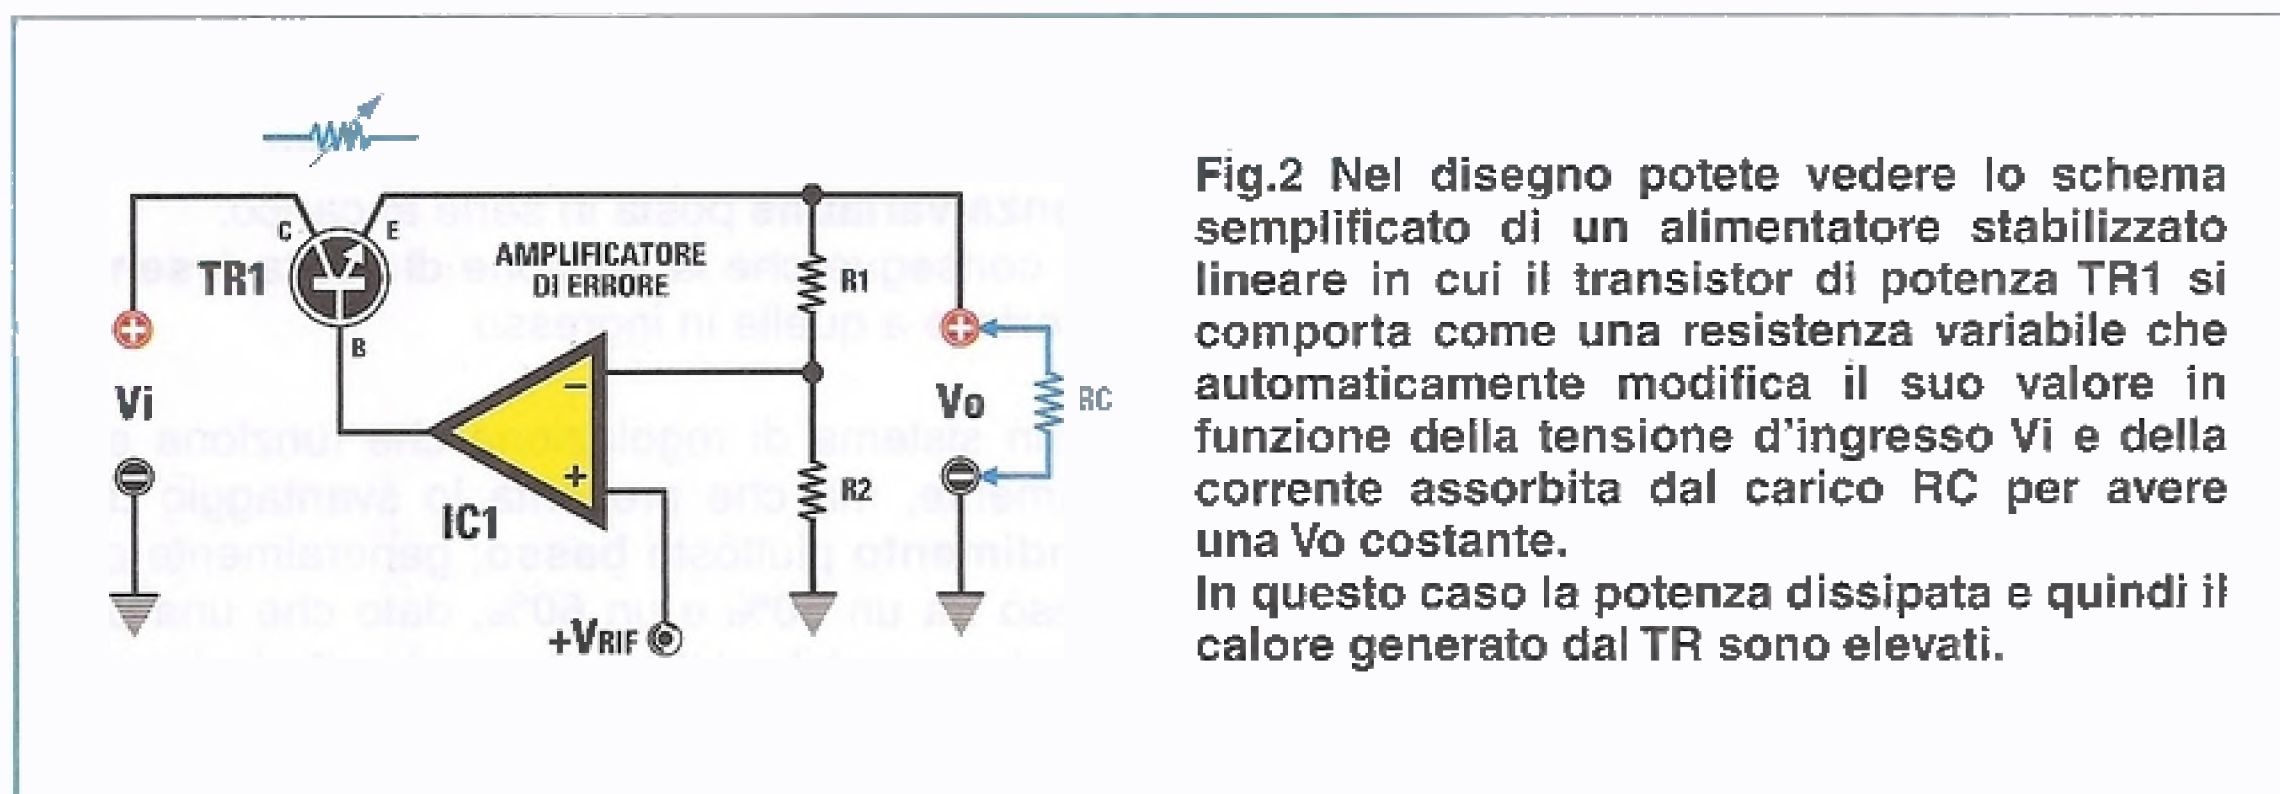 C
E
TR1
B
AMPLIFICATORE
DI ERRORE
R1
Vi
Vo
RC
R2
IC1
+VRIF
Fig.2 Nel disegno potete vedere lo schema
semplificato di un alimentatore stabilizzato
lineare in cui il transistor di potenza TR1 si
comporta come una resistenza variabile che
automaticamente modifica il suo valore in
funzione della tensione d'ingresso Vi e della
corrente assorbita dal carico RC per avere
una Vo costante.
In questo caso la potenza dissipata e quindi il
calore generato dal TR sono elevati.